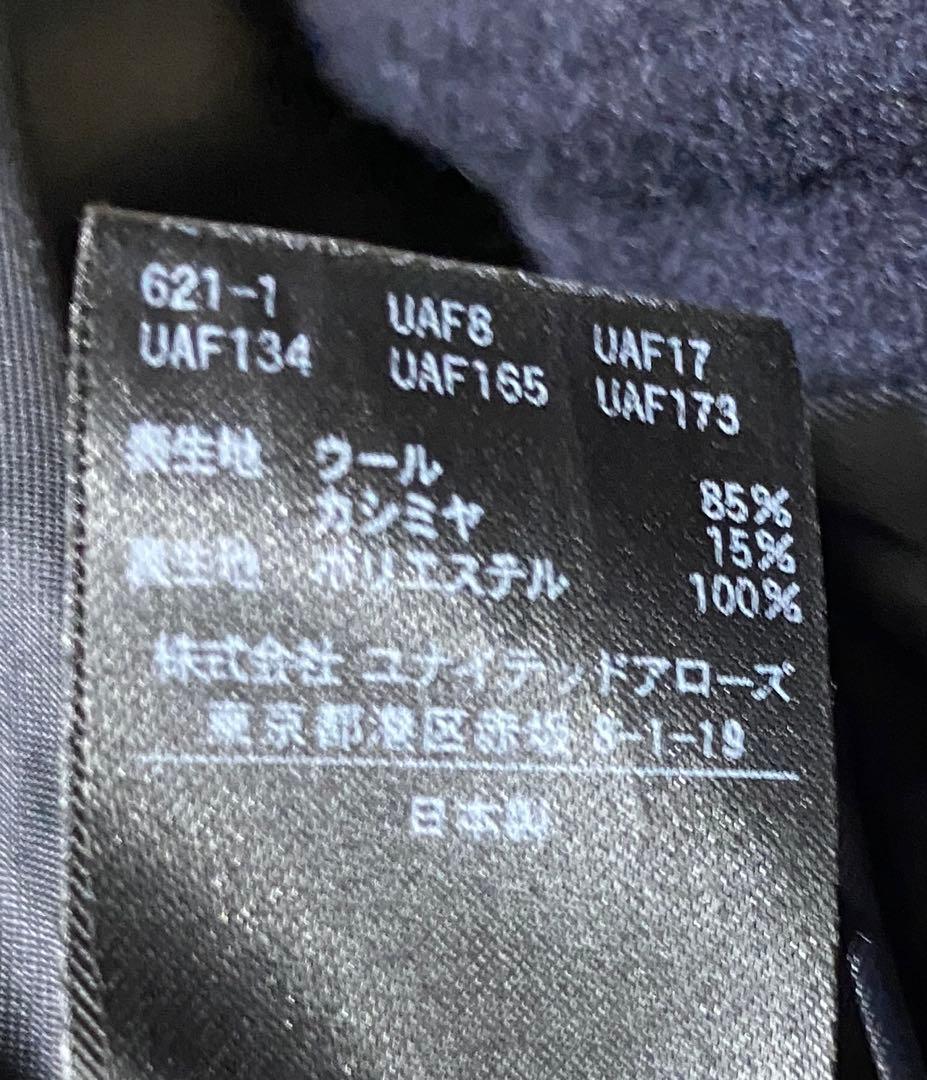 621-1 UAF8 UAF17
UAF134 UAF165 UAF173
表生地 ウール 85%
カシミヤ 15%
裏生地 ポリエステル 100%
株式会社 ユナイテッドアローズ
東京都港区赤坂 8-1-19
日本製